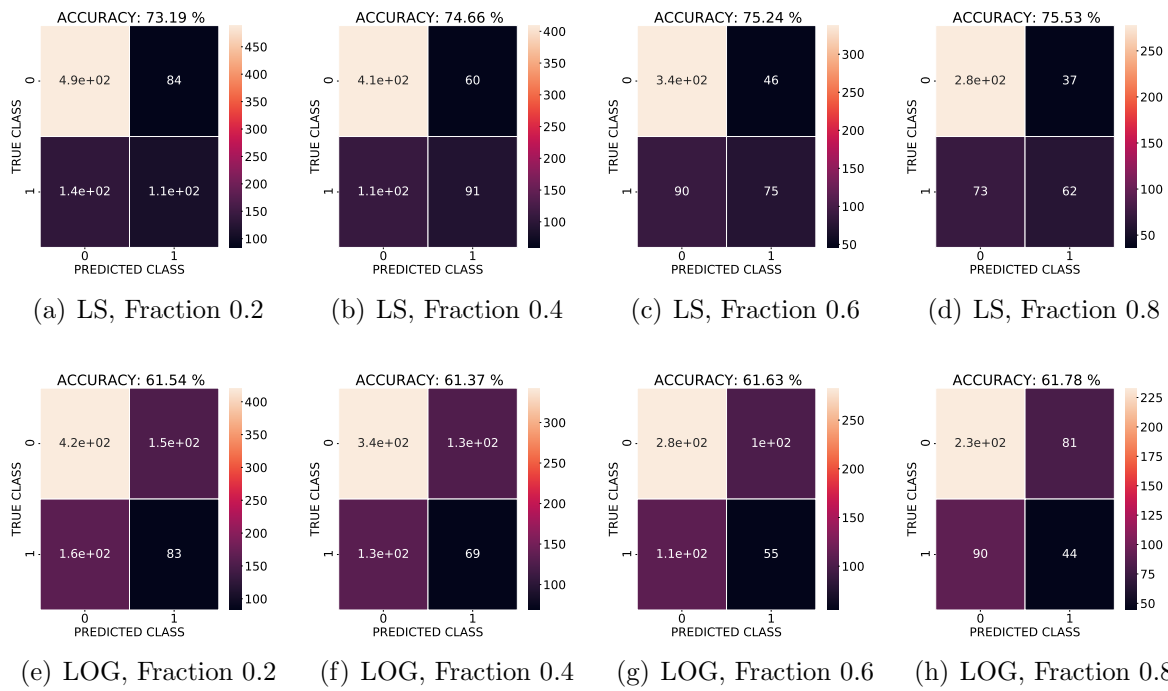 ACCURACY: 73.19 %
TRUE CLASS
0
1
4.9e+02
84
1.4e+02
1.1e+02
0
1
PREDICTED CLASS
450
400
350
300
250
200
150
100
(a) LS, Fraction 0.2
ACCURACY: 74.66 %
TRUE CLASS
0
1
4.1e+02
60
1.1e+02
91
0
1
PREDICTED CLASS
400
350
300
250
200
150
100
(b) LS, Fraction 0.4
ACCURACY: 75.24 %
TRUE CLASS
0
1
3.4e+02
46
90
75
0
1
PREDICTED CLASS
300
250
200
150
100
50
(c) LS, Fraction 0.6
ACCURACY: 75.53 %
TRUE CLASS
0
1
2.8e+02
37
73
62
0
1
PREDICTED CLASS
250
200
150
100
50
(d) LS, Fraction 0.8
ACCURACY: 61.54 %
TRUE CLASS
0
1
4.2e+02
1.5e+02
1.6e+02
83
0
1
PREDICTED CLASS
400
350
300
250
200
150
100
(e) LOG, Fraction 0.2
ACCURACY: 61.37 %
TRUE CLASS
0
1
3.4e+02
1.3e+02
1.3e+02
69
0
1
PREDICTED CLASS
300
250
200
150
100
(f) LOG, Fraction 0.4
ACCURACY: 61.63 %
TRUE CLASS
0
1
2.8e+02
1e+02
1.1e+02
55
0
1
PREDICTED CLASS
250
200
150
100
(g) LOG, Fraction 0.6
ACCURACY: 61.78 %
TRUE CLASS
0
1
2.3e+02
81
90
44
0
1
PREDICTED CLASS
225
200
175
150
125
100
75
50
(h) LOG, Fraction 0.8